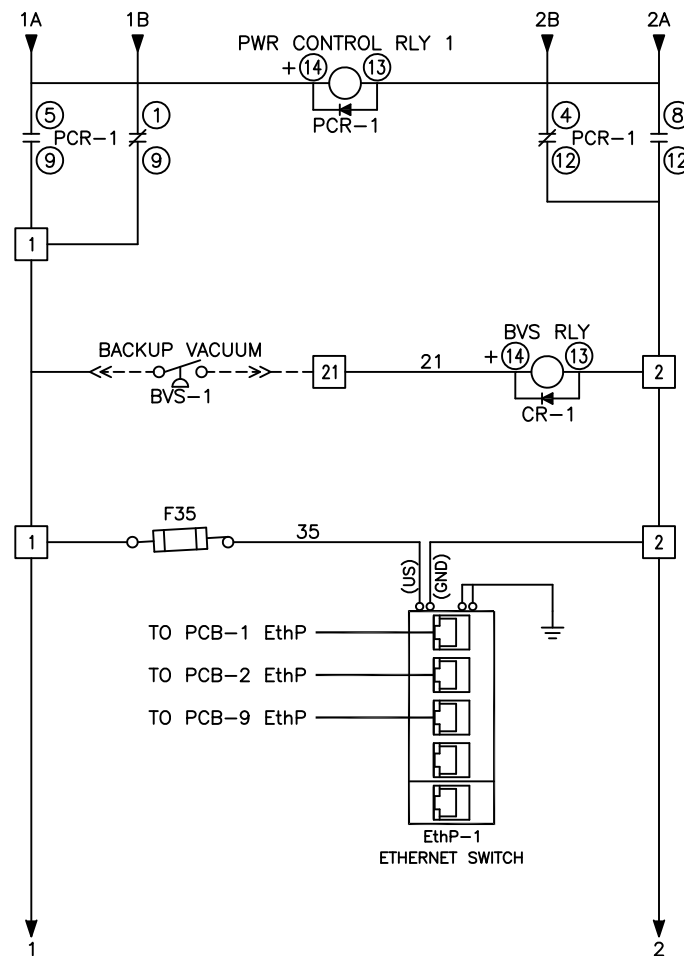 1A 1B 2B 2A
PWR CONTROL RLY 1
+ 14 13
PCR-1
5 1 4 8
PCR-1 PCR-1
9 9 12 12
1
BACKUP VACUUM BVS RLY
21 21 + 14 13 2
BVS-1 CR-1
F35
1 35 2
(US) (GND)
TO PCB-1 EthP
TO PCB-2 EthP
TO PCB-9 EthP
EthP-1
ETHERNET SWITCH
1 2